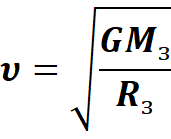 υ = √(GM₃/R₃)